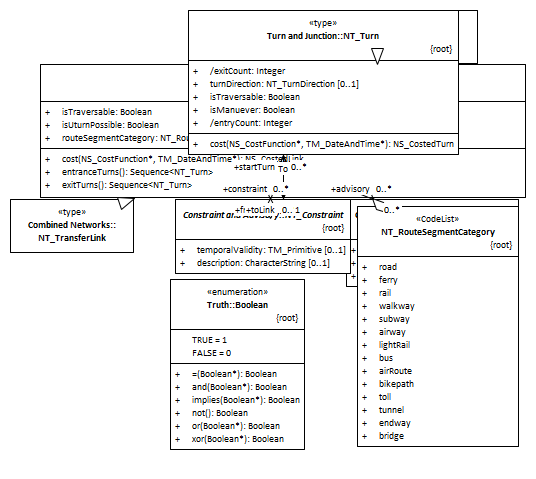 «type»
Turn and Junction::NT_Turn
{root}
+ /exitCount: Integer
+ turnDirection: NT_TurnDirection [0..1]
+ isTraversable: Boolean
+ isManuever: Boolean
+ /entryCount: Integer
+ cost(NS_CostFunction*, TM_DateAndTime*): NS_CostedTurn
+ isTraversable: Boolean
+ isUturnPossible: Boolean
+ routeSegmentCategory: NT_Rou
+ cost(NS_CostFunction*, TM_DateAndTime*): NS_CostedLink
+ entranceTurns(): Sequence<NT_Turn>
+ exitTurns(): Sequence<NT_Turn>
+startTurn To 0..*
+constraint 0..*
+advisory 0..*
+toLink 0..1
0..*
«type»
Combined Networks::
NT_TransferLink
Constraint and Advisory::NT_Constraint
{root}
+ temporalValidity: TM_Primitive [0..1]
+ description: CharacterString [0..1]
«CodeList»
NT_RouteSegmentCategory
{root}
+ road
+ ferry
+ rail
+ walkway
+ subway
+ airway
+ lightRail
+ bus
+ airRoute
+ bikepath
+ toll
+ tunnel
+ endway
+ bridge
«enumeration»
Truth::Boolean
{root}
TRUE = 1
FALSE = 0
+ =(Boolean*): Boolean
+ and(Boolean*): Boolean
+ implies(Boolean*): Boolean
+ not(): Boolean
+ or(Boolean*): Boolean
+ xor(Boolean*): Boolean